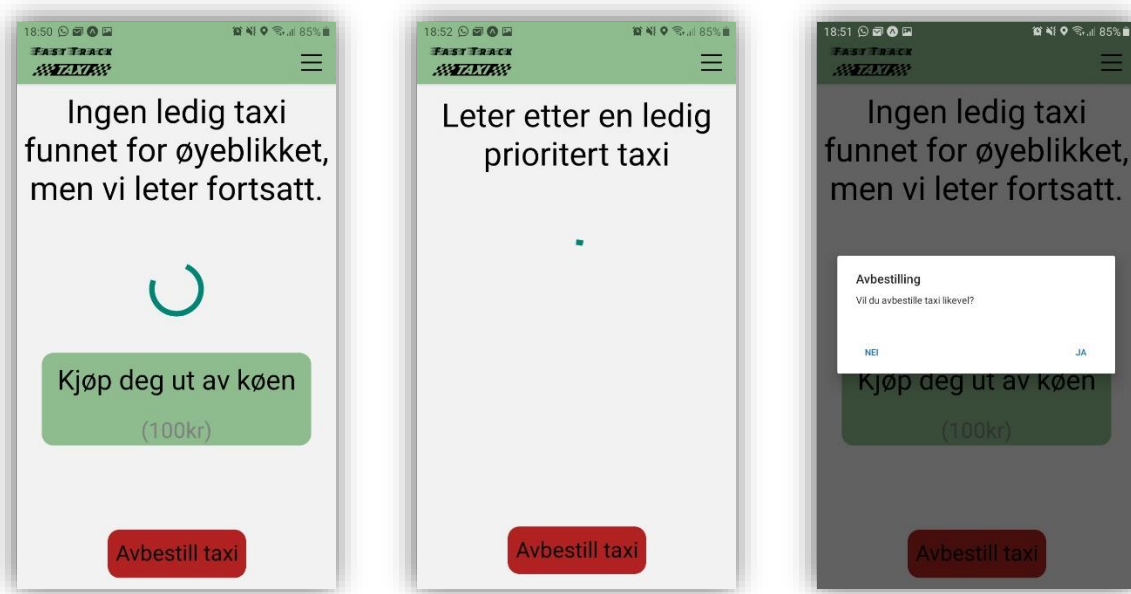 18:50
85%
FAST TRACK
TAXI
Ingen ledig taxi
funnet for øyeblikket,
men vi leter fortsatt.
Kjøp deg ut av køen
(100kr)
Avbestill taxi
18:52
85%
FAST TRACK
TAXI
Leter etter en ledig
prioritert taxi
Avbestill taxi
18:51
85%
FAST TRACK
TAXI
Ingen ledig taxi
funnet for øyeblikket,
men vi leter fortsatt.
Avbestilling
Vil du avbestille taxi likevel?
NEI
JA
Kjøp deg ut av køen
(100kr)
Avbestill taxi